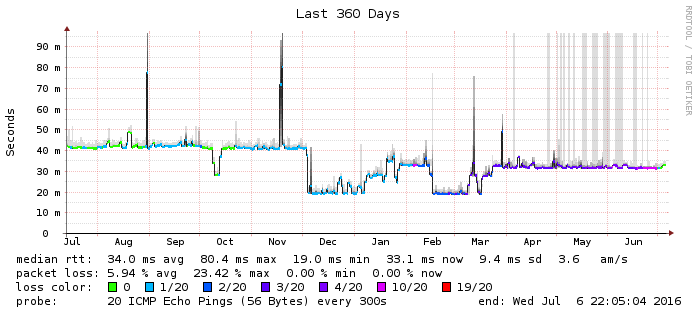 Last 360 Days
RRDTOOL / TOBI OETIKER
Seconds
90 m
80 m
70 m
60 m
50 m
40 m
30 m
20 m
10 m
0
Jul Aug Sep Oct Nov Dec Jan Feb Mar Apr May Jun
median rtt: 34.0 ms avg 80.4 ms max 19.0 ms min 33.1 ms now 9.4 ms sd 3.6 am/s
packet loss: 5.94 % avg 23.42 % max 0.00 % min 0.00 % now
loss color: 0 1/20 2/20 3/20 4/20 10/20 19/20
probe: 20 ICMP Echo Pings (56 Bytes) every 300s end: Wed Jul 6 22:05:04 2016